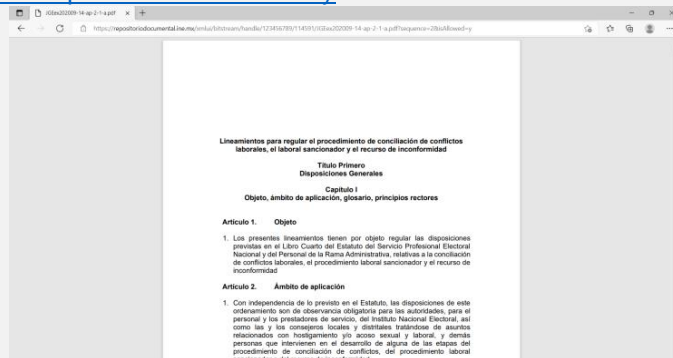 JGEes202009-14-ap-2-1-a.pdf
https://repositoriodocumental.ine.mx/xmlui/bitstream/handle/123456789/114591/JGEes202009-14-ap-2-1-a.pdf?sequence=2&isAllowed=y
Lineamientos para regular el procedimiento de conciliación de conflictos
laborales, el laboral sancionador y el recurso de inconformidad
Título Primero
Disposiciones Generales
Capítulo I
Objeto, ámbito de aplicación, glosario, principios rectores
Artículo 1. Objeto
1. Los presentes lineamientos tienen por objeto regular las disposiciones
previstas en el Libro Cuarto del Estatuto del Servicio Profesional Electoral
Nacional y del Personal de la Rama Administrativa, relativas a la conciliación
de conflictos laborales, el procedimiento laboral sancionador y el recurso de
inconformidad
Artículo 2. Ámbito de aplicación
1. Con independencia de lo previsto en el Estatuto, las disposiciones de este
ordenamiento son de observancia obligatoria para las autoridades, para el
personal y los prestadores de servicio, del Instituto Nacional Electoral, así
como las y los consejeros locales y distritales tratándose de asuntos
relacionados con hostigamiento y/o acoso sexual y laboral, y demás
personas que intervienen en el desarrollo de alguna de las etapas del
procedimiento de conciliación de conflictos, del procedimiento laboral